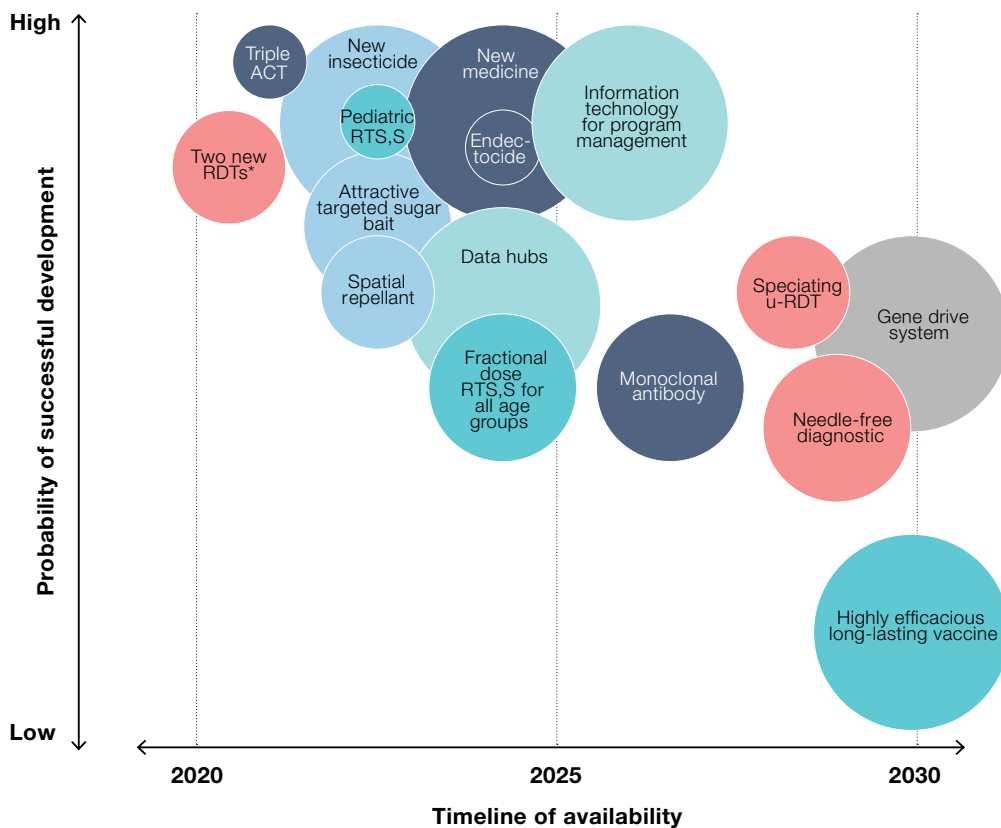 High
Triple
ACT
New
insecticide
New
medicine
Information
technology
for program
management
Pediatric
RTS,S
Endec-
tocide
Two new
RDTs*
Attractive
targeted sugar
bait
Data hubs
Spatial
repellant
Speciating
u-RDT
Gene drive
system
Fractional
dose
RTS,S for
all age
groups
Monoclonal
antibody
Needle-free
diagnostic
Highly efficacious
long-lasting vaccine
Probability of successful development
Low
2020
2025
2030
Timeline of availability